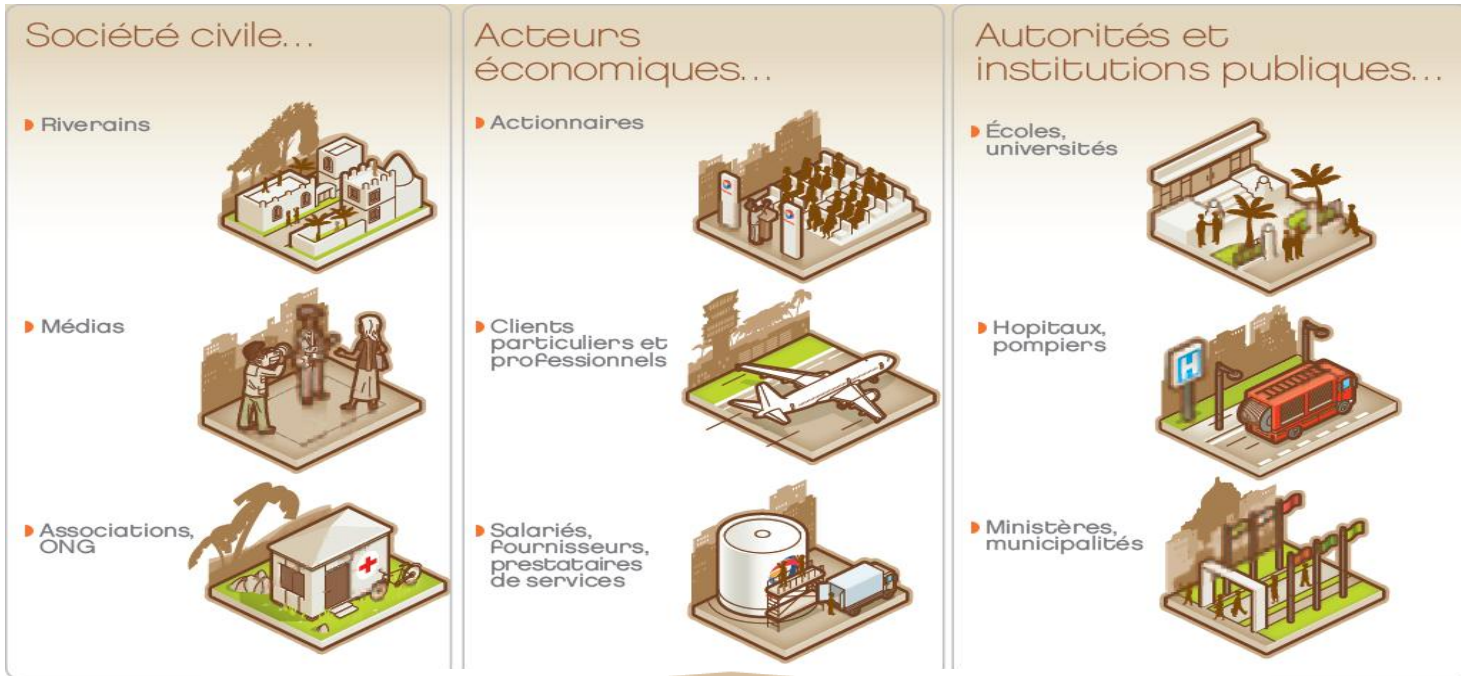 Société civile...
Riverains
Médias
Associations,
ONG
Acteurs
économiques...
Actionnaires
Clients
particuliers et
professionnels
Salariés,
fournisseurs,
prestataires
de services
Autorités et
institutions publiques...
Écoles,
universités
Hopitaux,
pompiers
H
Ministères,
municipalités